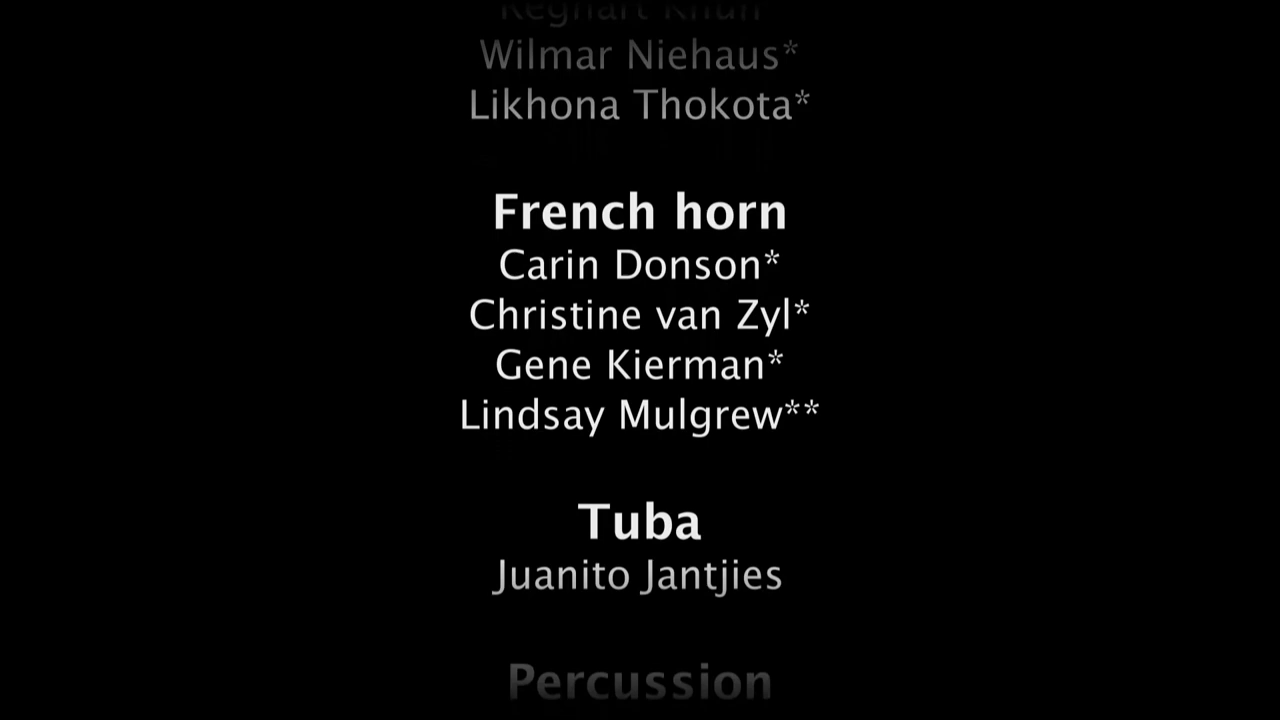 Wilmar Niehaus*
Likhona Thokota*
French horn
Carin Donson*
Christine van Zyl*
Gene Kierman*
Lindsay Mulgrew**
Tuba
Juanito Jantjies
Percussion